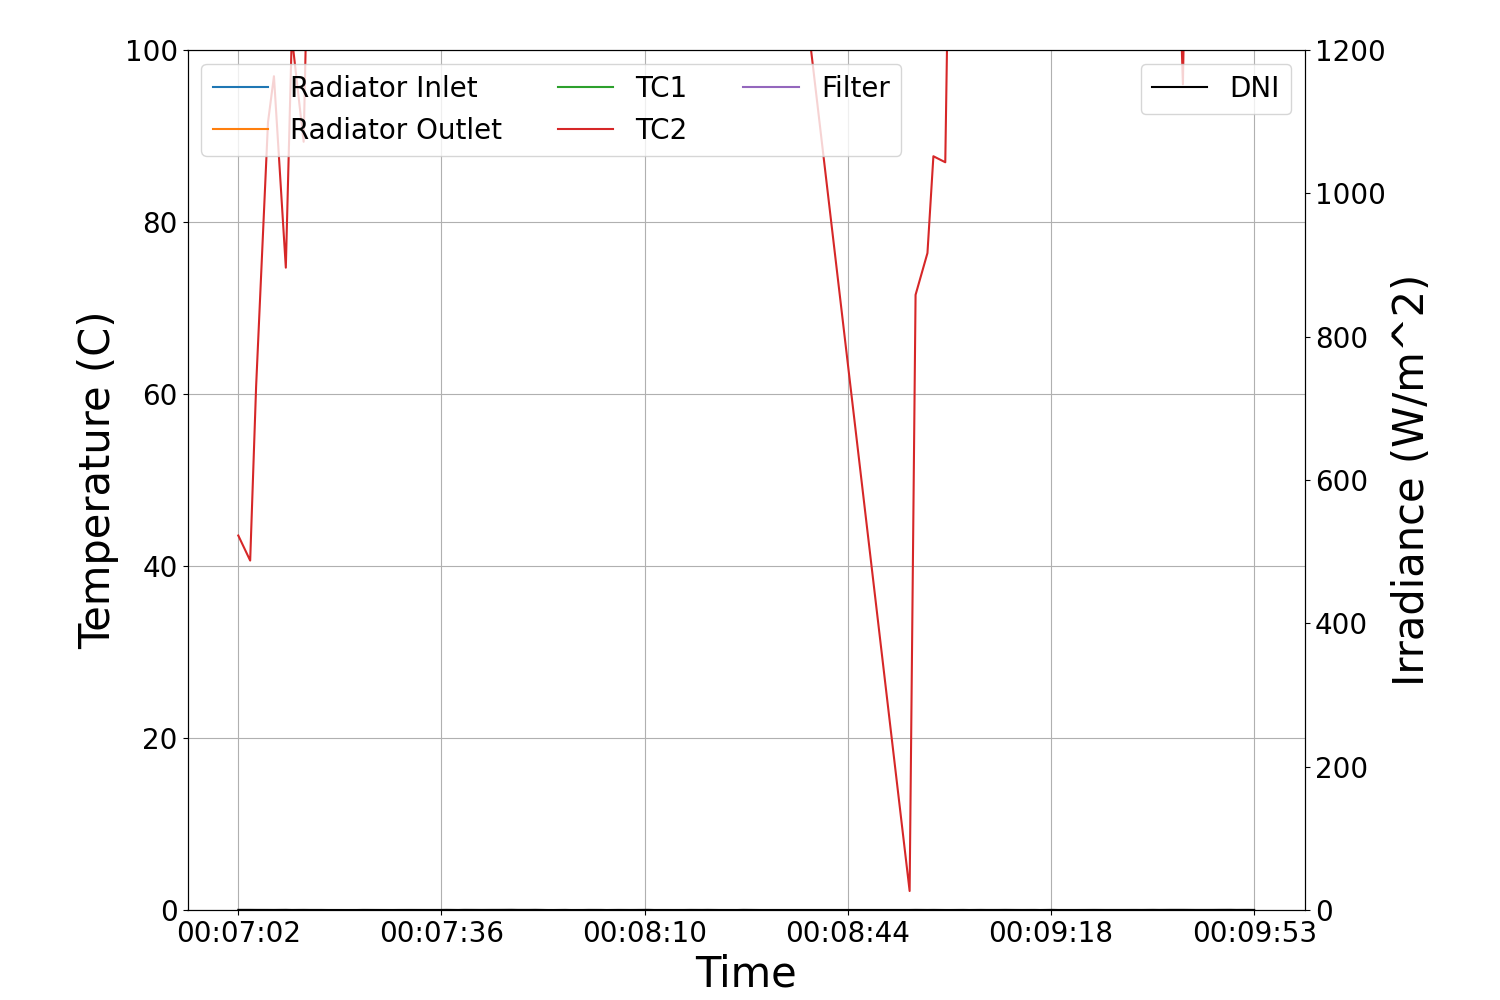 100
80
60
40
20
0
Temperature (C)
Radiator Inlet
Radiator Outlet
TC1
TC2
Filter
DNI
1200
1000
800
600
400
200
0
Irradiance (W/m^2)
00:07:02 00:07:36 00:08:10 00:08:44 00:09:18 00:09:53
Time